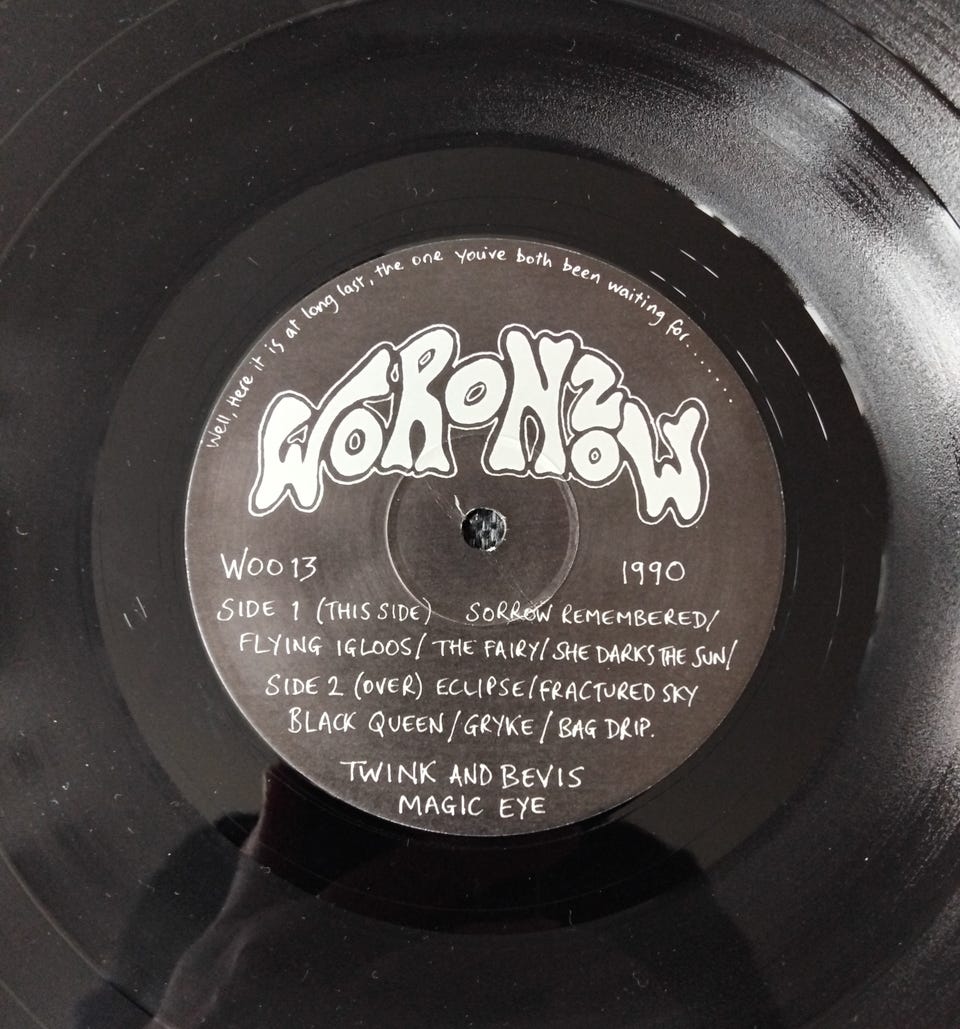 Well, Here it is at long last, the one you've both been waiting for.......
WORONZOW
WOO 13
1990
SIDE 1 (THIS SIDE) SORROW REMEMBERED/
FLYING IGLOOS/ THE FAIRY/ SHE DARKS THE SUN/
SIDE 2 (OVER) ECLIPSE/FRACTURED SKY
BLACK QUEEN/GRYKE/BAG DRIP.
TWINK AND BEVIS
MAGIC EYE